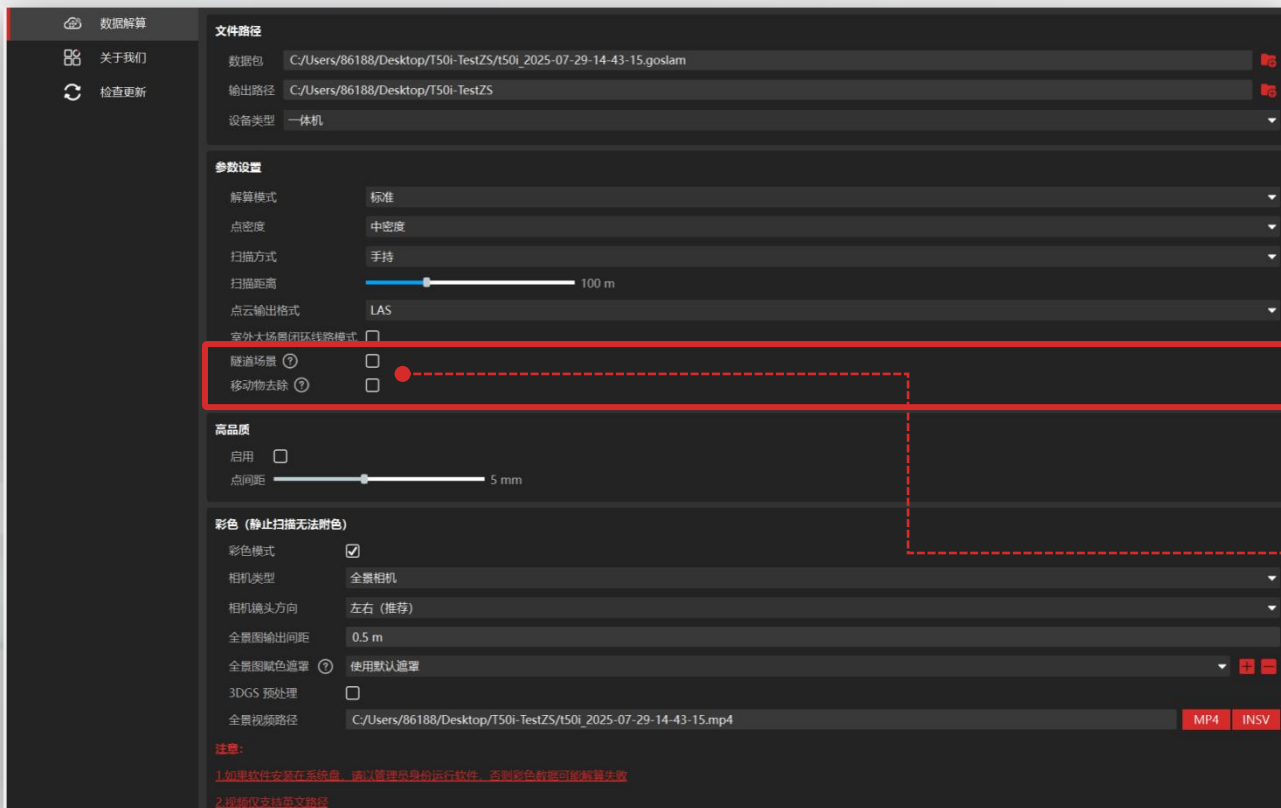 数据解算
关于我们
检查更新
文件路径
数据包 C:/Users/86188/Desktop/T50i-TestZS/t50i_2025-07-29-14-43-15.goslam
输出路径 C:/Users/86188/Desktop/T50i-TestZS
设备类型 一体机
参数设置
解算模式 标准
点密度 中密度
扫描方式 手持
扫描距离 100 m
点云输出格式 LAS
室外大场景闭环线路模式
隧道场景 ?
移动物去除 ?
高品质
启用
点间距 5 mm
彩色（静止扫描无法附色）
彩色模式
相机类型 全景相机
相机镜头方向 左右（推荐）
全景图输出间距 0.5 m
全景图赋色遮罩 ? 使用默认遮罩
3DGS 预处理
全景视频路径 C:/Users/86188/Desktop/T50i-TestZS/t50i_2025-07-29-14-43-15.mp4 MP4 INSV
注意:
1.如果软件安装在系统盘、请以管理员身份运行软件，否则彩色数据可能解算失败
2.视频仅支持英文路径